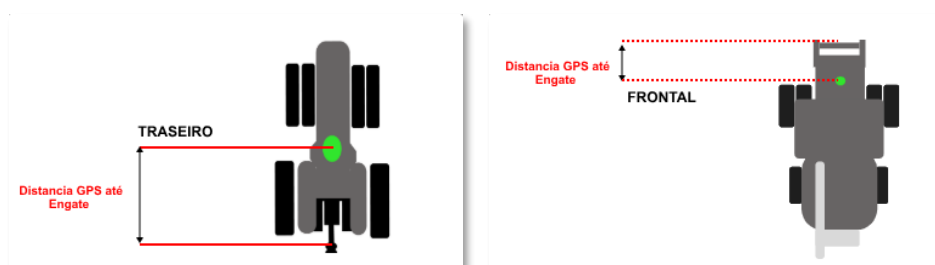 TRASEIRO
Distancia GPS até
Engate
Distancia GPS até
Engate
FRONTAL